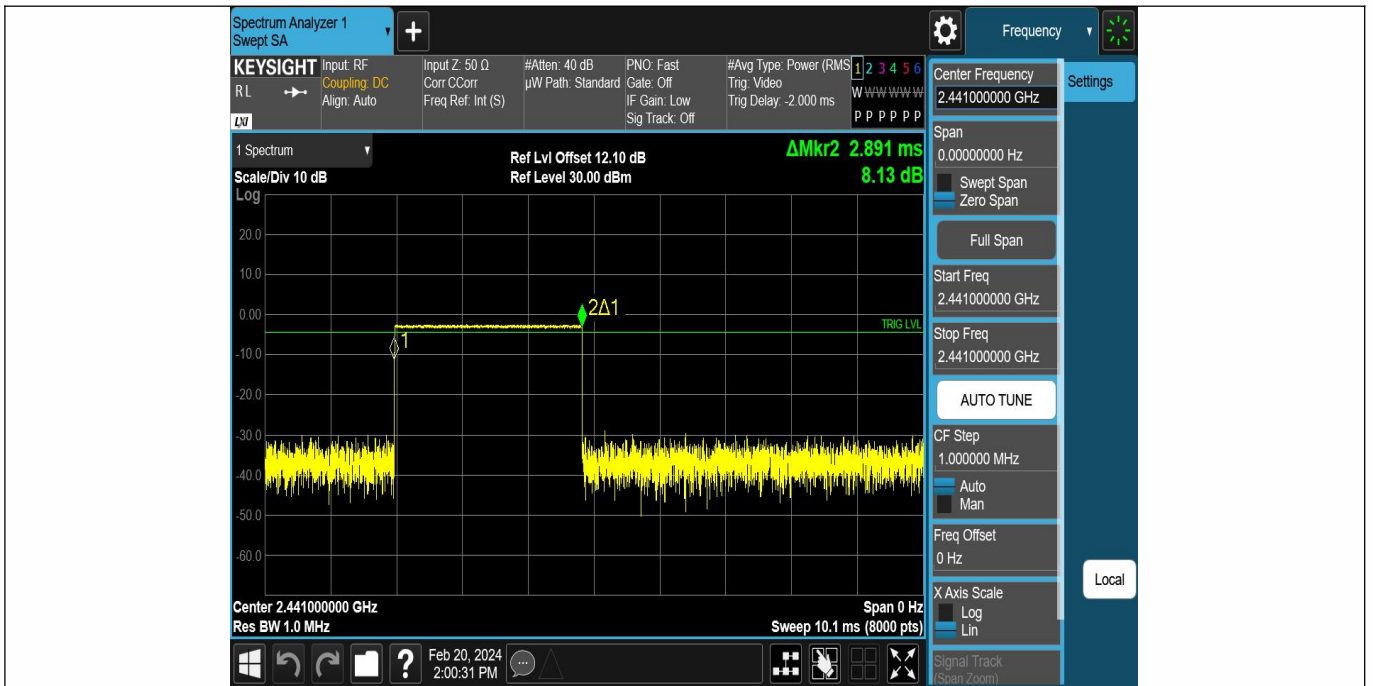 Spectrum Analyzer 1
Swept SA
+
Frequency
KEYSIGHT
RL
LXI
Input: RF
Coupling: DC
Align: Auto
Input Z: 50 Ω
Corr CCorr
Freq Ref: Int (S)
#Atten: 40 dB
µW Path: Standard
PNO: Fast
Gate: Off
IF Gain: Low
Sig Track: Off
#Avg Type: Power (RMS
Trig: Video
Trig Delay: -2.000 ms
1 2 3 4 5 6
W W W W W W
P P P P P P
1 Spectrum
Scale/Div 10 dB
Log
Ref Lvl Offset 12.10 dB
Ref Level 30.00 dBm
ΔMkr2 2.891 ms
8.13 dB
20.0
10.0
0.00
-10.0
-20.0
-30.0
-40.0
-50.0
-60.0
2Δ1
1
TRIG LVL
Center 2.441000000 GHz
Res BW 1.0 MHz
Span 0 Hz
Sweep 10.1 ms (8000 pts)
Center Frequency
2.441000000 GHz
Settings
Span
0.00000000 Hz
Swept Span
Zero Span
Full Span
Start Freq
2.441000000 GHz
Stop Freq
2.441000000 GHz
AUTO TUNE
CF Step
1.000000 MHz
Auto
Man
Freq Offset
0 Hz
X Axis Scale
Log
Lin
Signal Track
(Span Zoom)
Local
?
Feb 20, 2024
2:00:31 PM